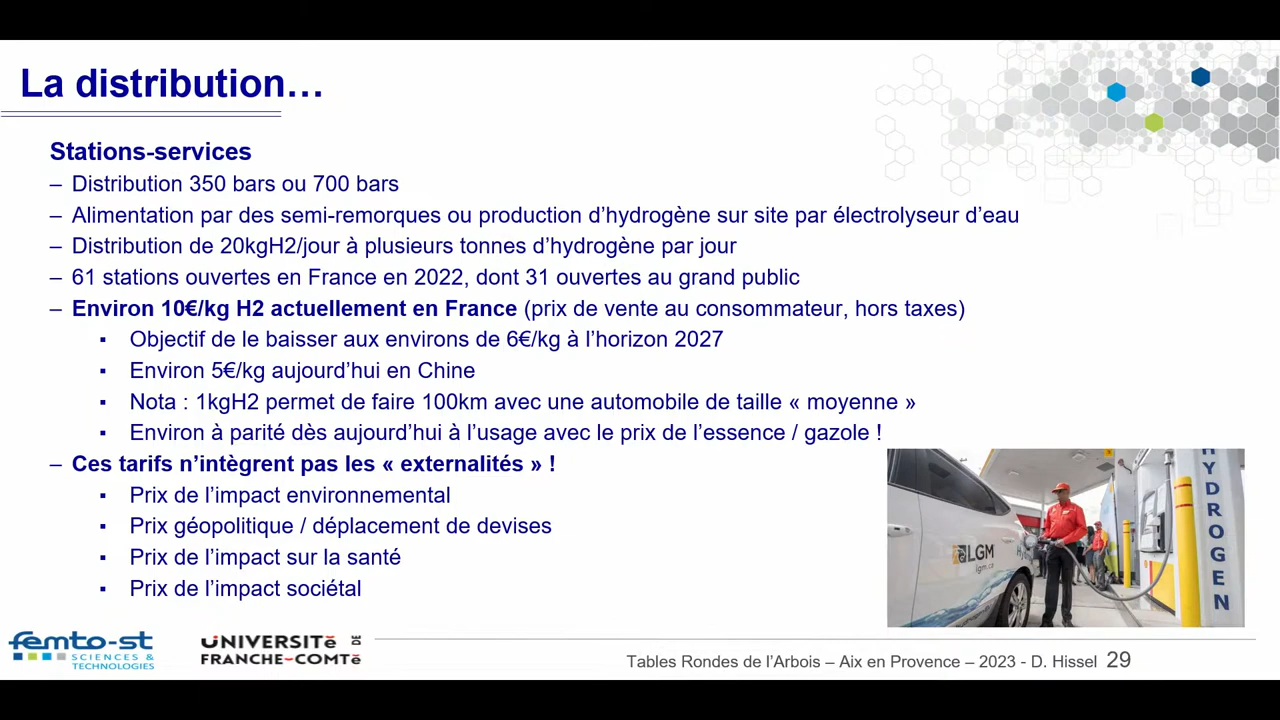 La distribution…
Stations-services
– Distribution 350 bars ou 700 bars
– Alimentation par des semi-remorques ou production d’hydrogène sur site par électrolyseur d’eau
– Distribution de 20kgH2/jour à plusieurs tonnes d’hydrogène par jour
– 61 stations ouvertes en France en 2022, dont 31 ouvertes au grand public
– Environ 10€/kg H2 actuellement en France (prix de vente au consommateur, hors taxes)
▪ Objectif de le baisser aux environs de 6€/kg à l’horizon 2027
▪ Environ 5€/kg aujourd’hui en Chine
▪ Nota : 1kgH2 permet de faire 100km avec une automobile de taille « moyenne »
▪ Environ à parité dès aujourd’hui à l’usage avec le prix de l’essence / gazole !
– Ces tarifs n’intègrent pas les « externalités » !
▪ Prix de l’impact environnemental
▪ Prix géopolitique / déplacement de devises
▪ Prix de l’impact sur la santé
▪ Prix de l’impact sociétal
HYDROGEN
LGM
lgm.ca
femto-st
SCIENCES &
TECHNOLOGIES
UNIVERSITĕ DE
FRANCHE-COMTĕ
Tables Rondes de l’Arbois – Aix en Provence – 2023 - D. Hissel 29